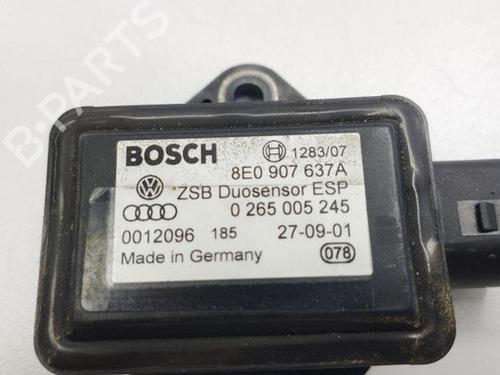 B-PARTS
BOSCH 1283/07
8E0 907 637A
ZSB Duosensor ESP
0 265 005 245
0012096 185 27-09-01
Made in Germany 078